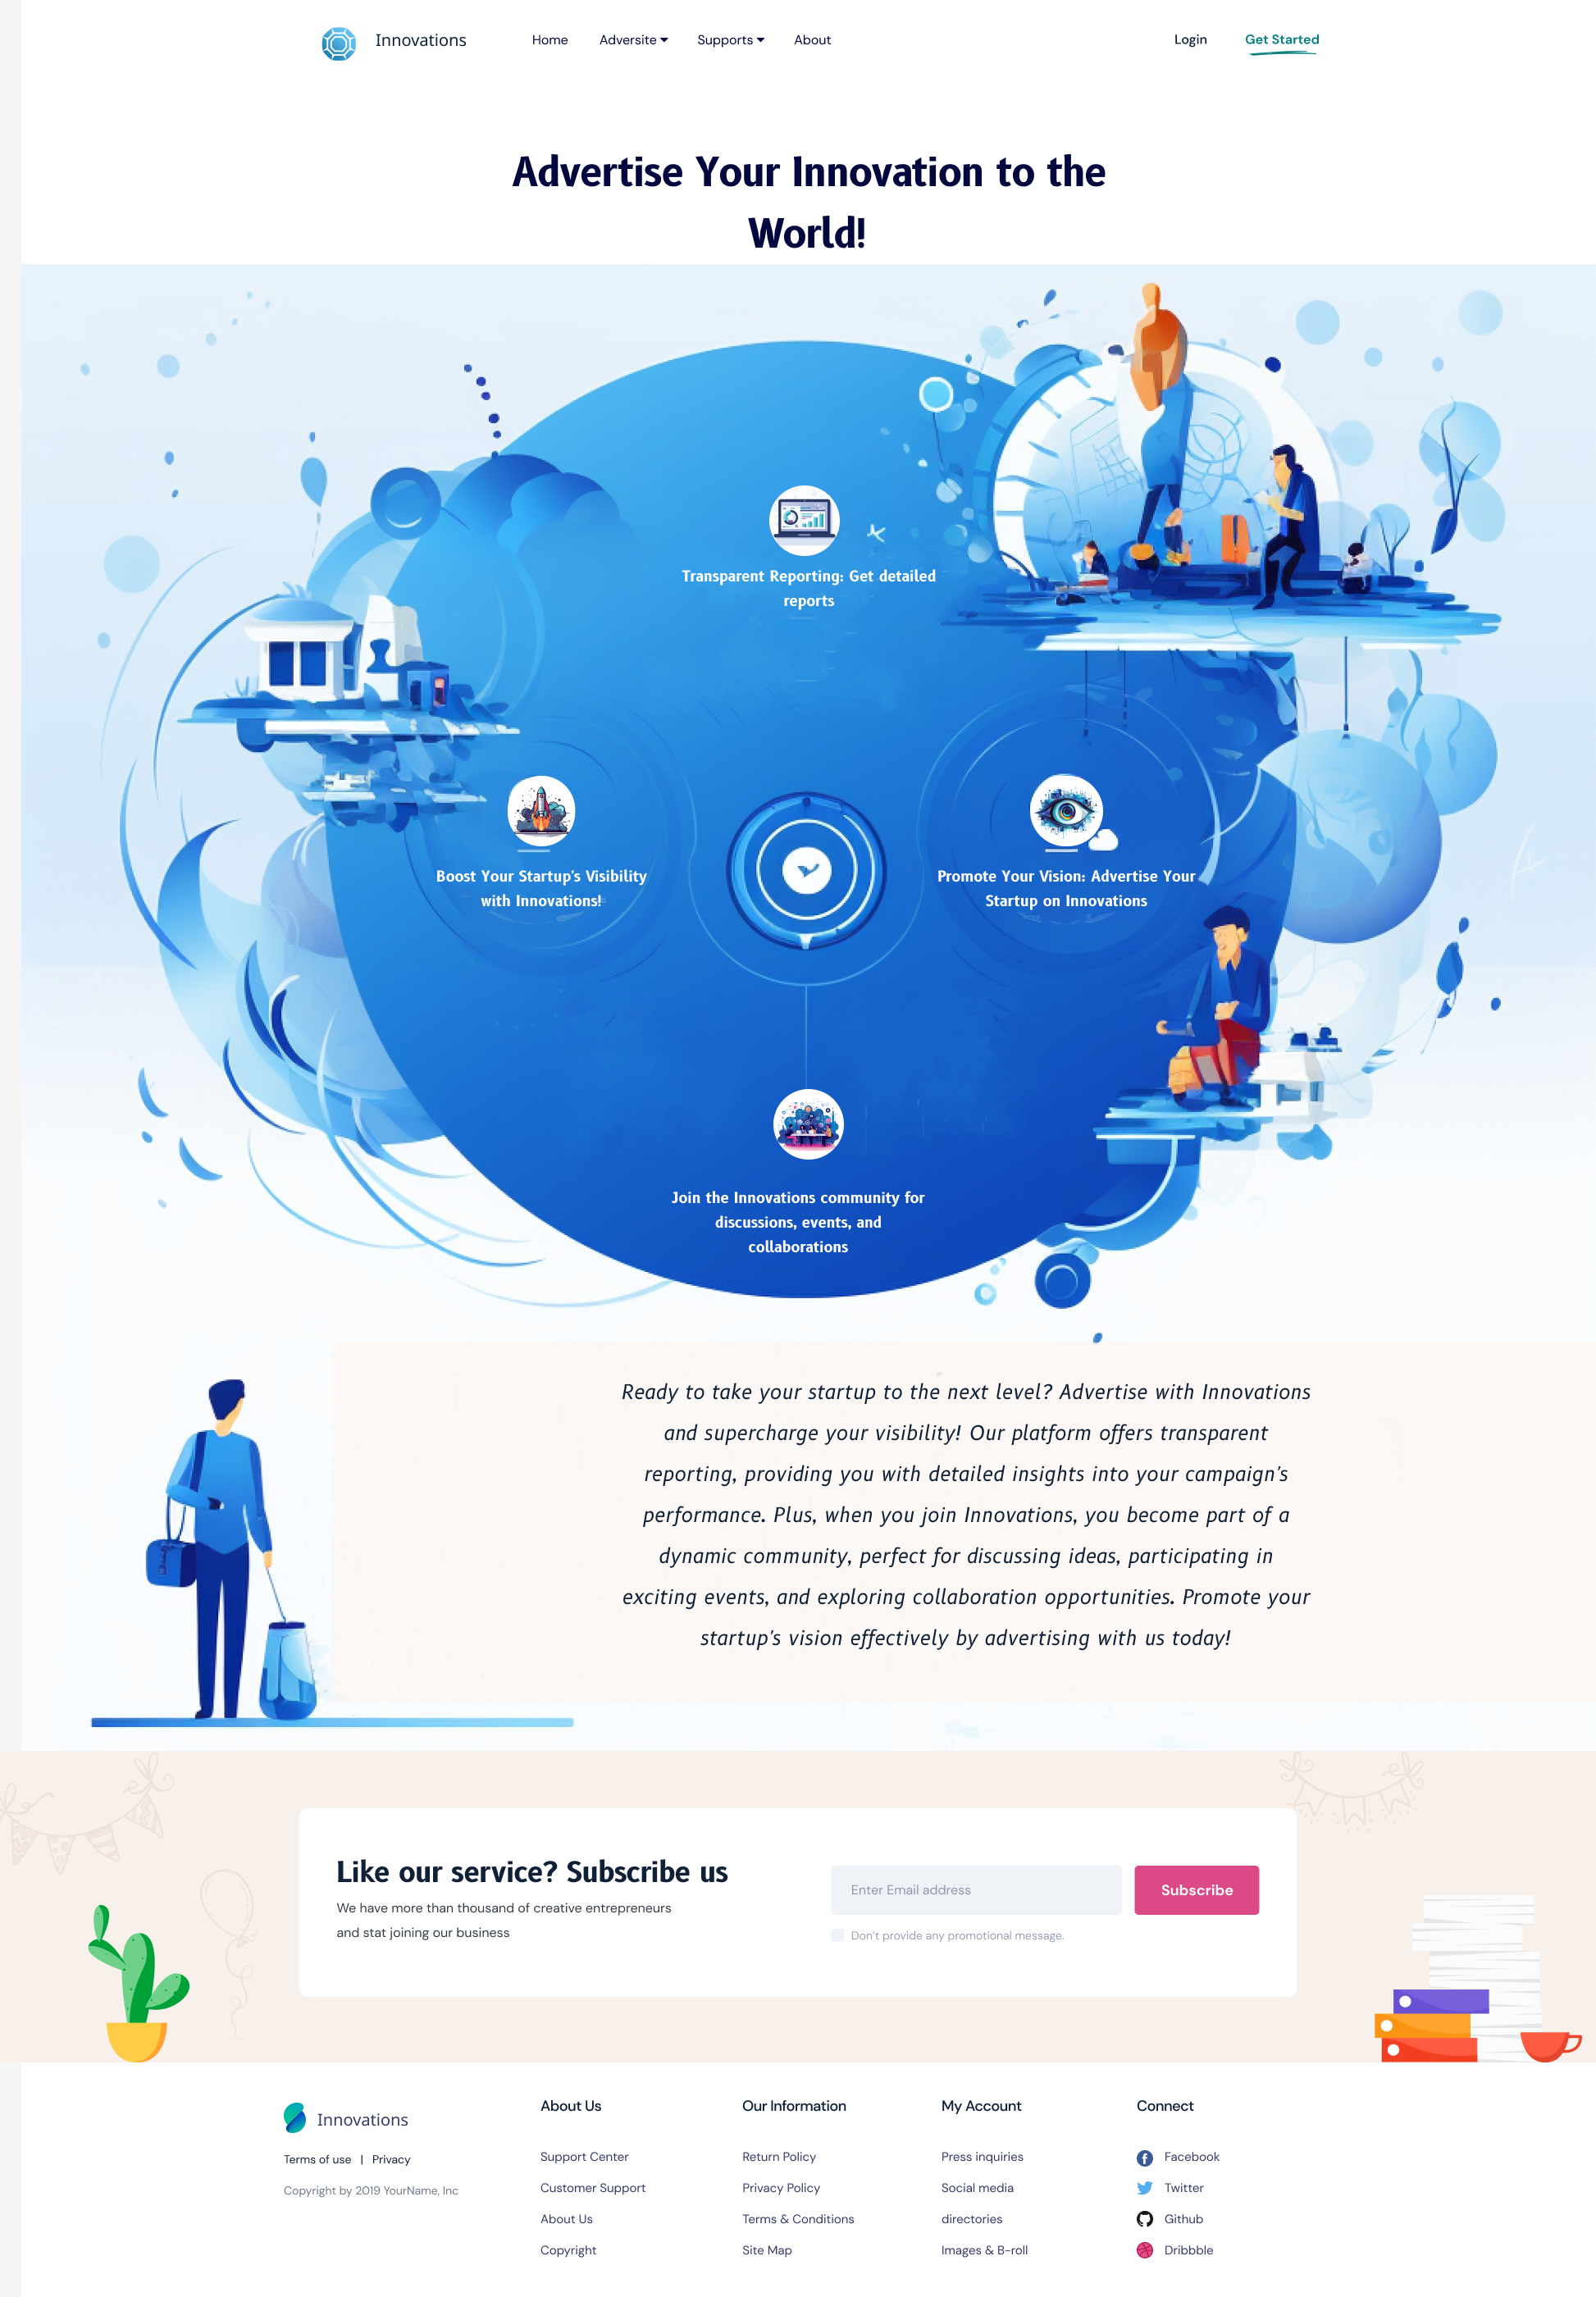 Innovations
Home Adversite Supports About
Login Get Started
Advertise Your Innovation to the
World!
Transparent Reporting: Get detailed
reports
Boost Your Startup's Visibility
with Innovations!
Promote Your Vision: Advertise Your
Startup on Innovations
Join the Innovations community for
discussions, events, and
collaborations
Ready to take your startup to the next level? Advertise with Innovations
and supercharge your visibility! Our platform offers transparent
reporting, providing you with detailed insights into your campaign's
performance. Plus, when you join Innovations, you become part of a
dynamic community, perfect for discussing ideas, participating in
exciting events, and exploring collaboration opportunities. Promote your
startup's vision effectively by advertising with us today!
Like our service? Subscribe us
We have more than thousand of creative entrepreneurs
and stat joining our business
Enter Email address
Subscribe
Don't provide any promotional message.
Innovations
Terms of use | Privacy
Copyright by 2019 YourName, Inc
About Us
Support Center
Customer Support
About Us
Copyright
Our Information
Return Policy
Privacy Policy
Terms & Conditions
Site Map
My Account
Press inquiries
Social media
directories
Images & B-roll
Connect
Facebook
Twitter
Github
Dribbble